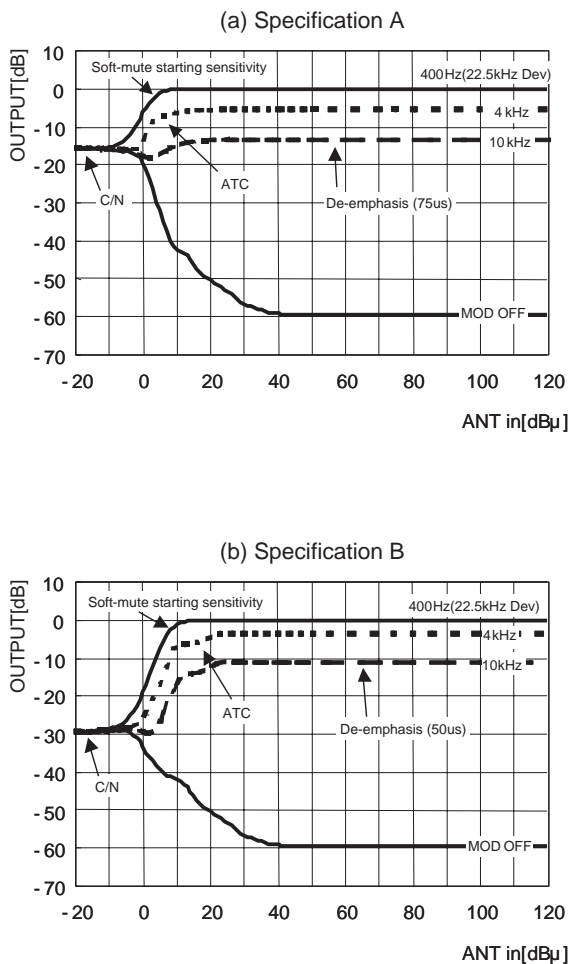 (a) Specification A
OUTPUT[dB]
10
0
-10
-20
-30
-40
-50
-60
-70
Soft-mute starting sensitivity
400Hz(22.5kHz Dev)
4 kHz
10 kHz
C/N
ATC
De-emphasis (75us)
MOD OFF
-20 0 20 40 60 80 100 120
ANT in[dBµ]
(b) Specification B
OUTPUT[dB]
10
0
-10
-20
-30
-40
-50
-60
-70
Soft-mute starting sensitivity
400Hz(22.5kHz Dev)
4kHz
10kHz
ATC
De-emphasis (50us)
C/N
MOD OFF
-20 0 20 40 60 80 100 120
ANT in[dBµ]